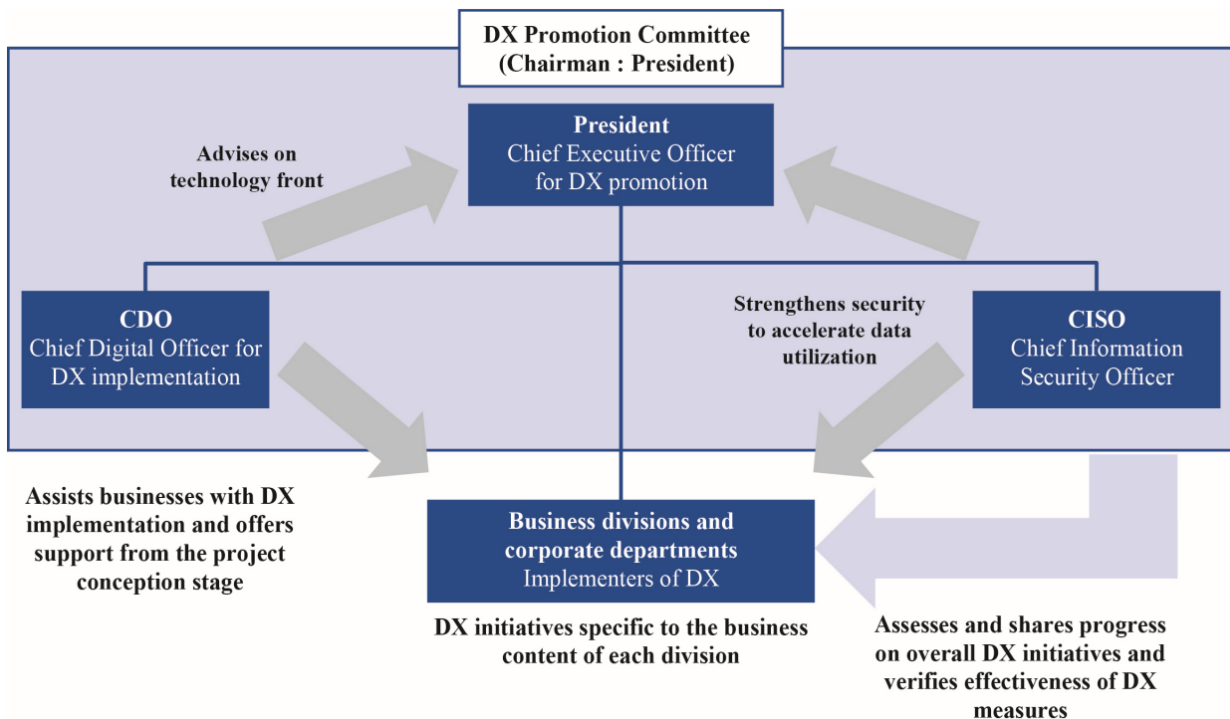 DX Promotion Committee
(Chairman : President)
President
Chief Executive Officer
for DX promotion
Advises on
technology front
CDO
Chief Digital Officer for
DX implementation
Strengthens security
to accelerate data
utilization
CISO
Chief Information
Security Officer
Assists businesses with DX
implementation and offers
support from the project
conception stage
Business divisions and
corporate departments
Implementers of DX
DX initiatives specific to the business
content of each division
Assesses and shares progress
on overall DX initiatives and
verifies effectiveness of DX
measures